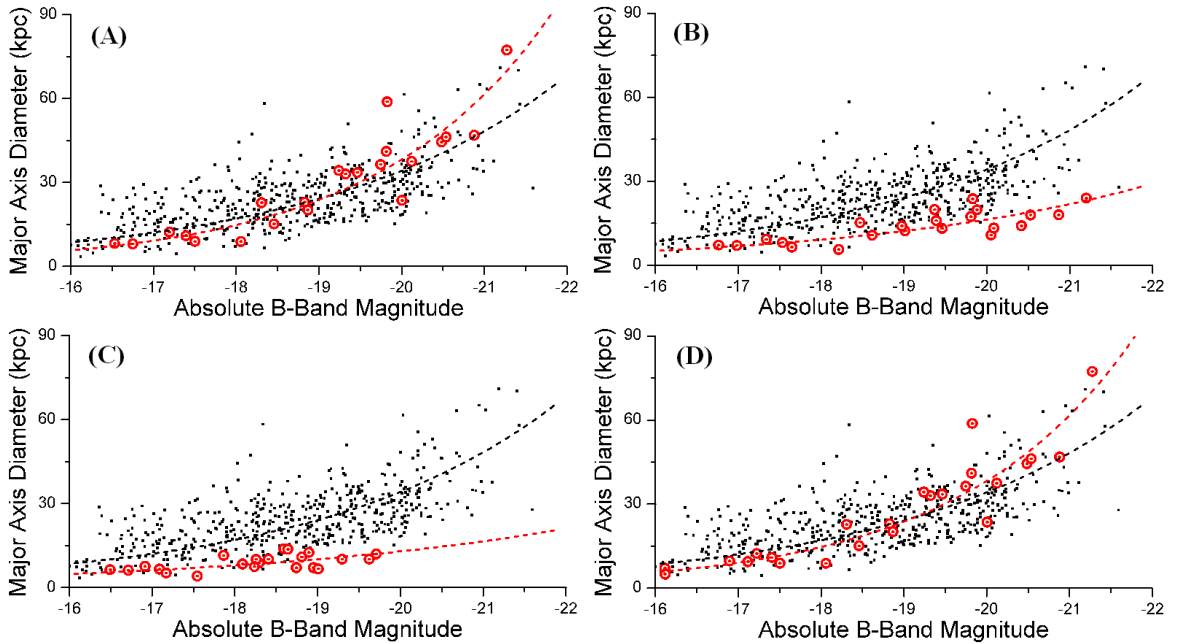 90
60
30
0
Major Axis Diameter (kpc)
(A)
-16 -17 -18 -19 -20 -21 -22
Absolute B-Band Magnitude
90
60
30
0
Major Axis Diameter (kpc)
(B)
-16 -17 -18 -19 -20 -21 -22
Absolute B-Band Magnitude
90
60
30
0
Major Axis Diameter (kpc)
(C)
-16 -17 -18 -19 -20 -21 -22
Absolute B-Band Magnitude
90
60
30
0
Major Axis Diameter (kpc)
(D)
-16 -17 -18 -19 -20 -21 -22
Absolute B-Band Magnitude